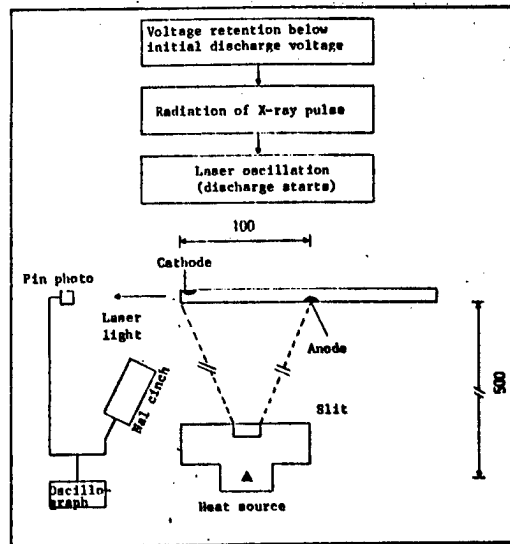 Voltage retention below
initial discharge voltage
Radiation of X-ray pulse
Laser oscillation
(discharge starts)
100
Cathode
Pin photo
Laser
light
Anode
NaI cinch
Slit
500
Oscillo-
graph
Heat source